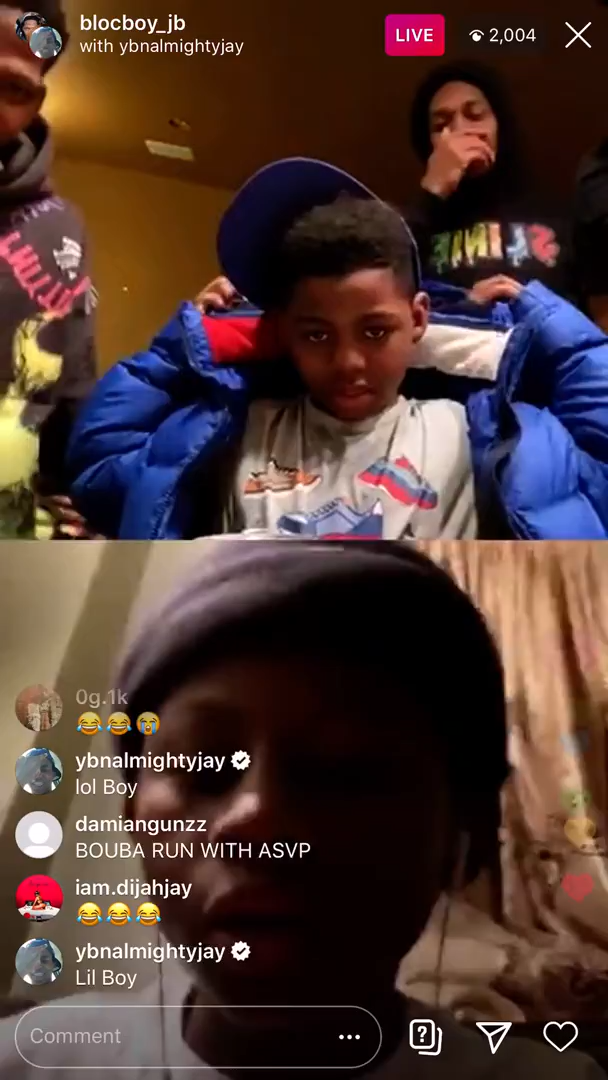 blocboy_jb
with ybnalmightyjay
LIVE
2,004
SLIME
0g.1k
😂😂😭
ybnalmightyjay
lol Boy
damiangunzz
BOUBA RUN WITH ASVP
iam.dijahjay
😂😂😂
ybnalmightyjay
Lil Boy
Comment